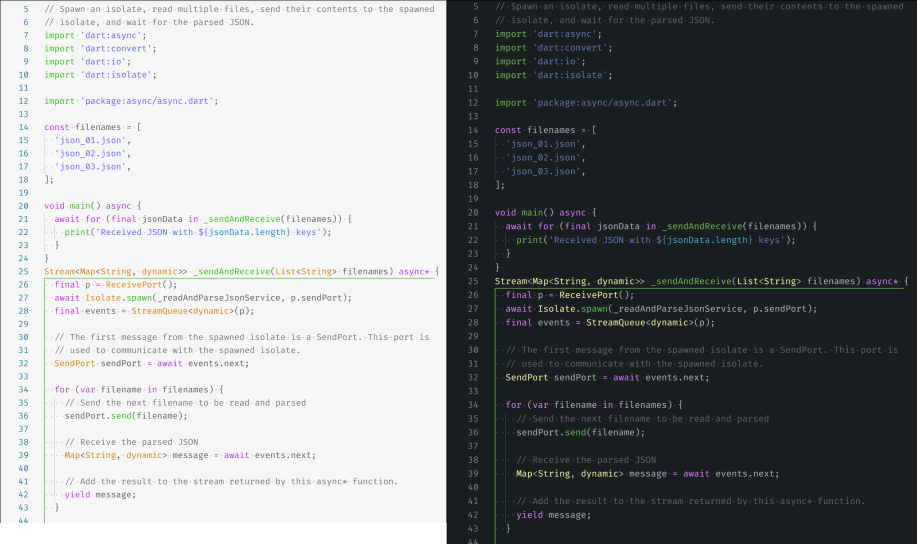 5 // Spawn an isolate, read multiple files, send their contents to the spawned
6 // isolate, and wait for the parsed JSON.
7 import 'dart:async';
8 import 'dart:convert';
9 import 'dart:io';
10 import 'dart:isolate';
11
12 import 'package:async/async.dart';
13
14 const filenames = [
15   'json_01.json',
16   'json_02.json',
17   'json_03.json',
18 ];
19
20 void main() async {
21   await for (final jsonData in _sendAndReceive(filenames)) {
22     print('Received JSON with ${jsonData.length} keys');
23   }
24 }
25 Stream<Map<String, dynamic>> _sendAndReceive(List<String> filenames) async* {
26   final p = ReceivePort();
27   await Isolate.spawn(_readAndParseJsonService, p.sendPort);
28   final events = StreamQueue<dynamic>(p);
29
30   // The first message from the spawned isolate is a SendPort. This port is
31   // used to communicate with the spawned isolate.
32   SendPort sendPort = await events.next;
33
34   for (var filename in filenames) {
35     // Send the next filename to be read and parsed
36     sendPort.send(filename);
37
38     // Receive the parsed JSON
39     Map<String, dynamic> message = await events.next;
40
41     // Add the result to the stream returned by this async* function.
42     yield message;
43   }
44
5 // Spawn an isolate, read multiple files, send their contents to the spawned
6 // isolate, and wait for the parsed JSON.
7 import 'dart:async';
8 import 'dart:convert';
9 import 'dart:io';
10 import 'dart:isolate';
11
12 import 'package:async/async.dart';
13
14 const filenames = [
15   'json_01.json',
16   'json_02.json',
17   'json_03.json',
18 ];
19
20 void main() async {
21   await for (final jsonData in _sendAndReceive(filenames)) {
22     print('Received JSON with ${jsonData.length} keys');
23   }
24 }
25 Stream<Map<String, dynamic>> _sendAndReceive(List<String> filenames) async* {
26   final p = ReceivePort();
27   await Isolate.spawn(_readAndParseJsonService, p.sendPort);
28   final events = StreamQueue<dynamic>(p);
29
30   // The first message from the spawned isolate is a SendPort. This port is
31   // used to communicate with the spawned isolate.
32   SendPort sendPort = await events.next;
33
34   for (var filename in filenames) {
35     // Send the next filename to be read and parsed
36     sendPort.send(filename);
37
38     // Receive the parsed JSON
39     Map<String, dynamic> message = await events.next;
40
41     // Add the result to the stream returned by this async* function.
42     yield message;
43   }
44